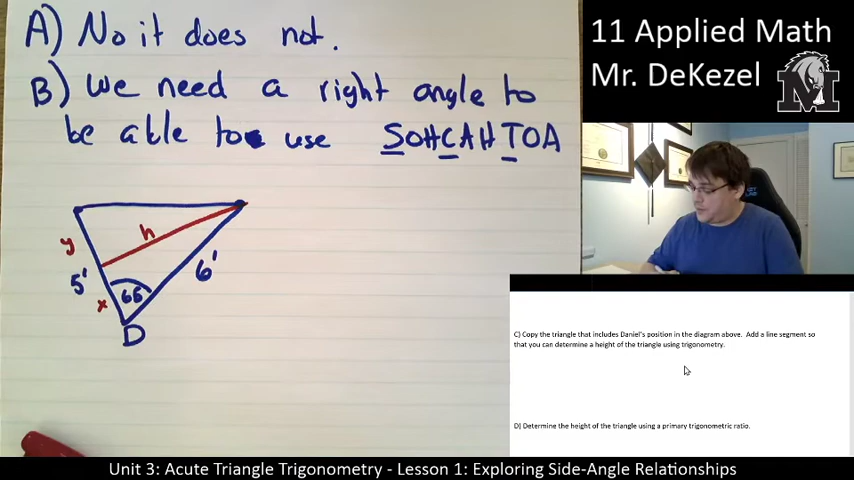 A) No it does not.
B) We need a right angle to
be able to use SOHCAHTOA
y
h
5'
6'
x
66
D
11 Applied Math
Mr. DeKezel
M
C) Copy the triangle that includes Daniel's position in the diagram above. Add a line segment so
that you can determine a height of the triangle using trigonometry.
D) Determine the height of the triangle using a primary trigonometric ratio.
Unit 3: Acute Triangle Trigonometry - Lesson 1: Exploring Side-Angle Relationships